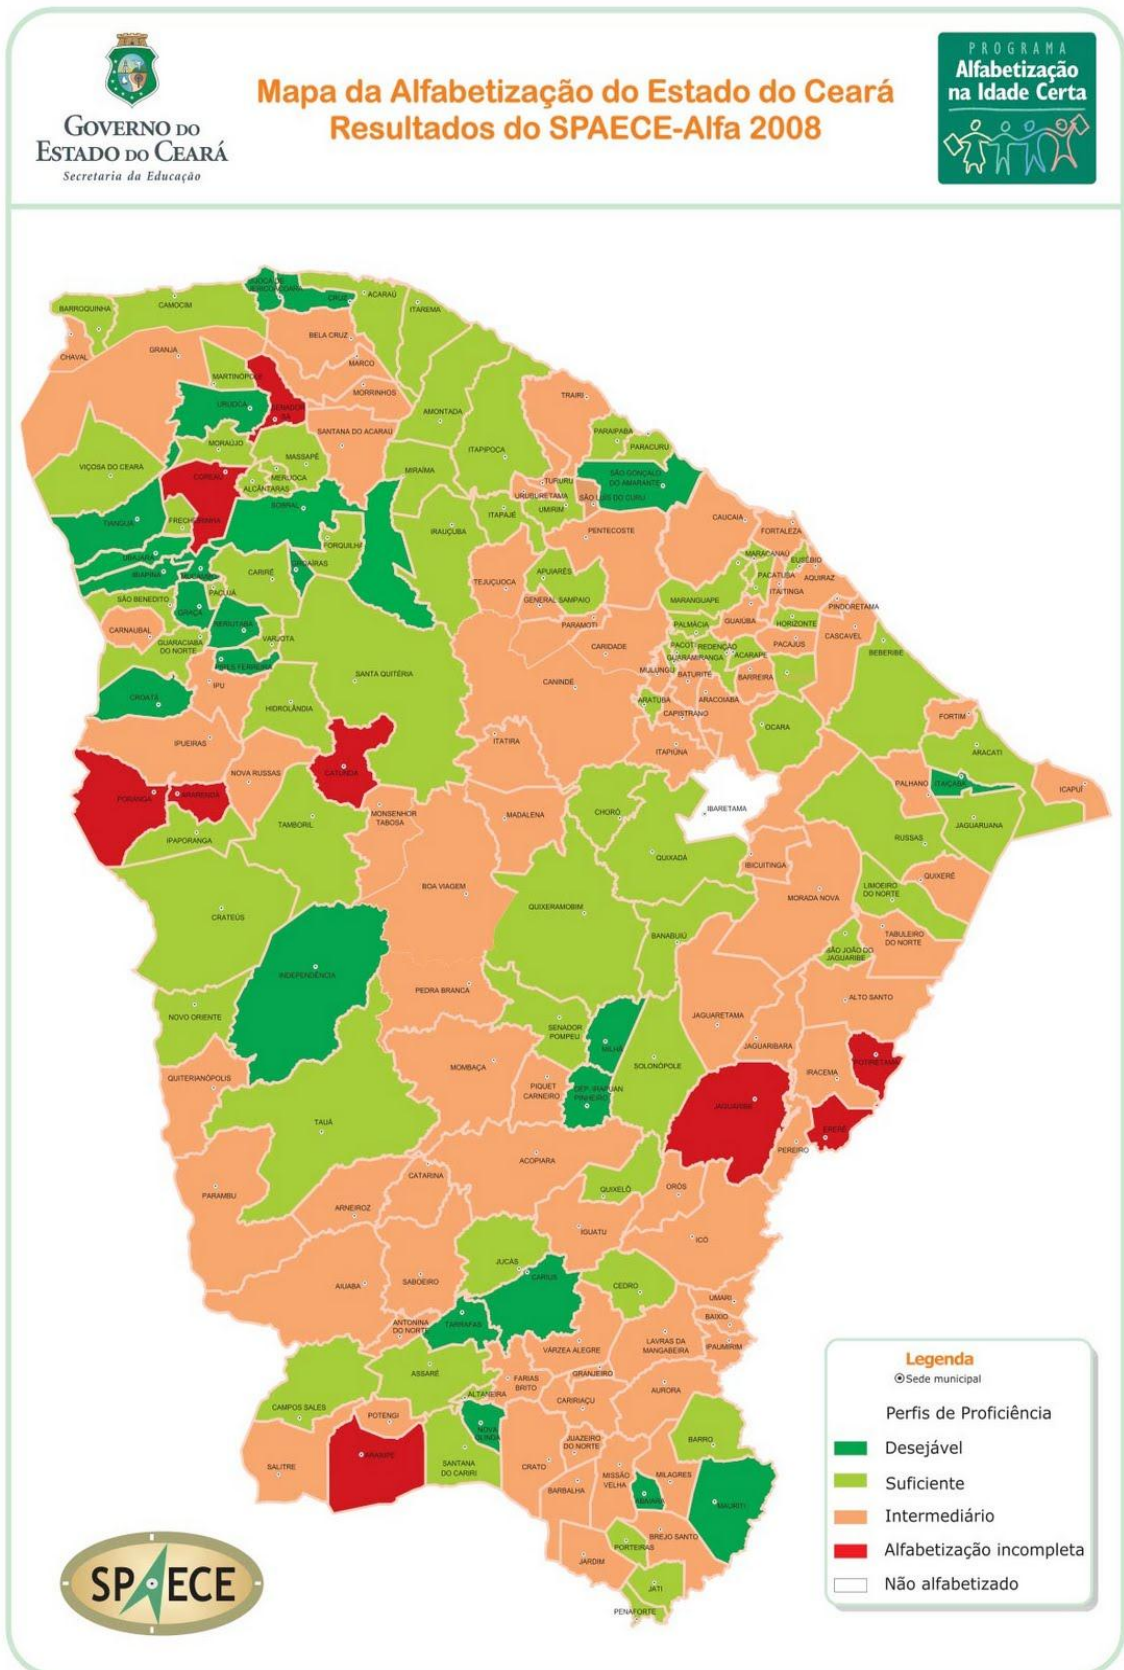 GOVERNO DO
ESTADO DO CEARÁ
Secretaria da Educação
Mapa da Alfabetização do Estado do Ceará
Resultados do SPAECE-Alfa 2008
PROGRAMA
Alfabetização
na Idade Certa
CRUZ
ACARAÚ
ITAREMA
BARROQUINHA
CAMOCIM
CHAVAL
GRANJA
BELA CRUZ
MARCO
MARTINÓPOLE
MORRINHOS
URUOCA
SENADOR
SÁ
TRAIRI
AMONTADA
SANTANA DO ACARAÚ
PARAIPABA
PARACURU
MORAÚJO
MASSAPÊ
ITAPIPOCA
VIÇOSA DO CEARÁ
MIRAÍMA
SÃO GONÇALO
DO AMARANTE
COREAÚ
MERUOCA
ALCÂNTARAS
TURURU
URUBURETAMA
SÃO LUÍS DO CURU
SOBRAL
ITAPAJÉ
UMIRIM
TIANGUÁ
FRECHEIRINHA
IRAUÇUBA
PENTECOSTE
CAUCAIA
FORTALEZA
FORQUILHA
UBAJARA
MARACANAÚ
EUSÉBIO
IBIAPINA
MUCAMBO
CARIRÉ
GROAÍRAS
TEJUÇUOCA
APUIARÉS
PACATUBA
AQUIRAZ
ITAITINGA
PACUJÁ
SÃO BENEDITO
GENERAL SAMPAIO
MARANGUAPE
PINDORETAMA
GRAÇA
RERIUTABA
PARAMOTI
PALMÁCIA
GUAIÚBA
HORIZONTE
CARNAUBAL
GUARACIABA
DO NORTE
VARJOTA
CARIDADE
PACOTI
REDENÇÃO
ACARAPE
PACAJUS
CASCAVEL
GUARAMIRANGA
BEBERIBE
PIRES FERREIRA
SANTA QUITÉRIA
CANINDÉ
MULUNGU
BATURITÉ
BARREIRA
IPU
CROATÁ
ARATUBA
ARACOIABA
HIDROLÂNDIA
CAPISTRANO
FORTIM
OCARA
IPUEIRAS
ITATIRA
ITAPIÚNA
ARACATI
NOVA RUSSAS
CATUNDA
PORANGA
ARARENDÁ
PALHANO
ITAIÇABA
ICAPUÍ
MONSENHOR
TABOSA
MADALENA
CHORÓ
IBARETAMA
TAMBORIL
IPAPORANGA
JAGUARUANA
RUSSAS
QUIXADÁ
IBICUITINGA
BOA VIAGEM
QUIXERÉ
LIMOEIRO
DO NORTE
MORADA NOVA
CRATEÚS
QUIXERAMOBIM
BANABUIÚ
TABULEIRO
DO NORTE
SÃO JOÃO DO
JAGUARIBE
INDEPENDÊNCIA
PEDRA BRANCA
ALTO SANTO
NOVO ORIENTE
SENADOR
POMPEU
JAGUARETAMA
MILHÃ
JAGUARIBARA
SOLONÓPOLE
MOMBAÇA
POTIRETAMA
IRACEMA
QUITERIANÓPOLIS
PIQUET
CARNEIRO
DEP. IRAPUAN
PINHEIRO
JAGUARIBE
TAUÁ
ERERÊ
PEREIRO
ACOPIARA
CATARINA
PARAMBU
QUIXELÔ
ORÓS
ARNEIROZ
IGUATU
ICÓ
JUCÁS
SABOEIRO
AIUABA
CARIÚS
CEDRO
UMARI
BAIXIO
ANTONINA
DO NORTE
TARRAFAS
LAVRAS DA
MANGABEIRA
IPAUMIRIM
VÁRZEA ALEGRE
ASSARÉ
GRANJEIRO
FARIAS
BRITO
AURORA
ALTANEIRA
CARIRIAÇU
CAMPOS SALES
POTENGI
NOVA
OLINDA
BARRO
JUAZEIRO
DO NORTE
ARARIPE
SALITRE
SANTANA
DO CARIRI
CRATO
MISSÃO
VELHA
MILAGRES
BARBALHA
ABAIARA
MAURITI
BREJO SANTO
PORTEIRAS
JARDIM
JATI
PENAFORTE
Legenda
Sede municipal
Perfis de Proficiência
Desejável
Suficiente
Intermediário
Alfabetização incompleta
Não alfabetizado
SPAECE